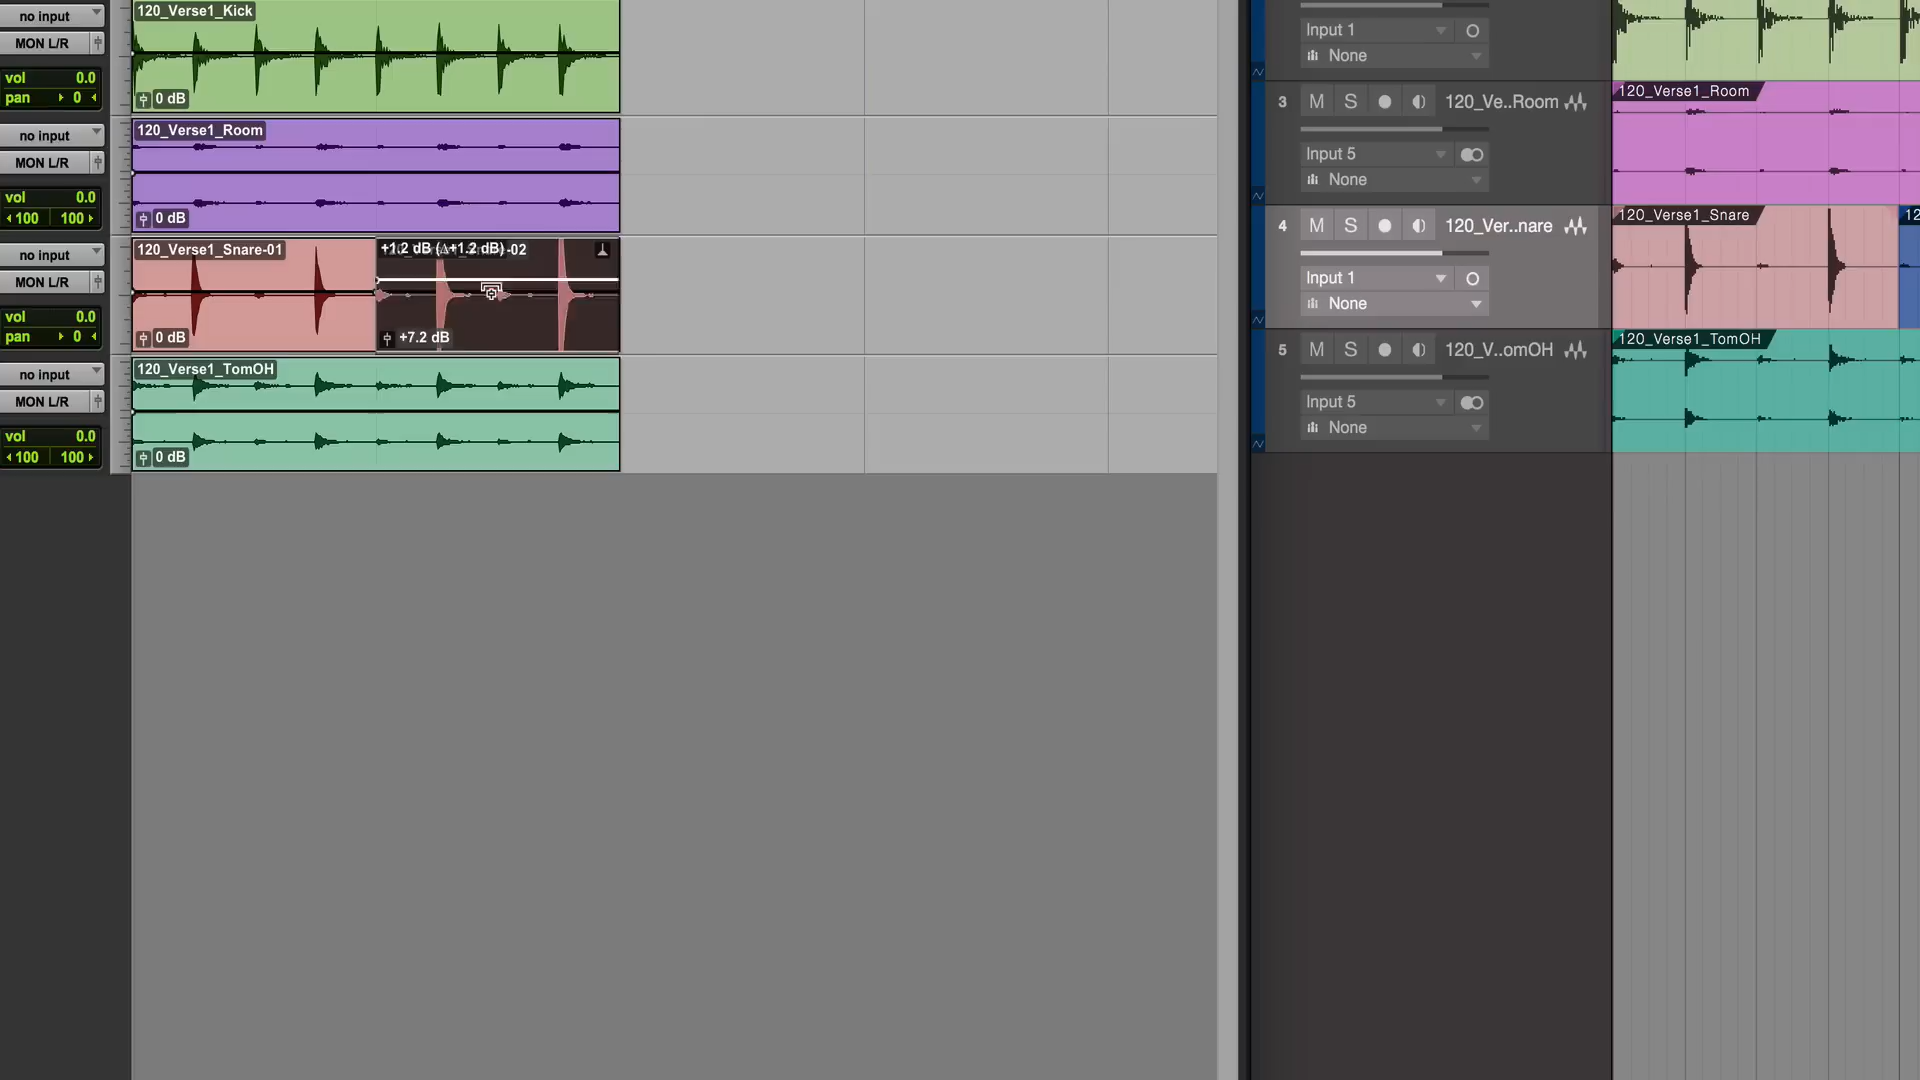 no input
MON L/R
vol 0.0
pan 0
120_Verse1_Kick
0 dB
no input
MON L/R
vol 0.0
100 100
120_Verse1_Room
0 dB
no input
MON L/R
vol 0.0
pan 0
120_Verse1_Snare-01
0 dB
+1.2 dB (Δ+1.2 dB) -02
+7.2 dB
no input
MON L/R
vol 0.0
100 100
120_Verse1_TomOH
0 dB
Input 1
None
3 M S 120_Ve..Room
Input 5
None
120_Verse1_Room
4 M S 120_Ver..nare
Input 1
None
120_Verse1_Snare
12
5 M S 120_V..omOH
Input 5
None
120_Verse1_TomOH